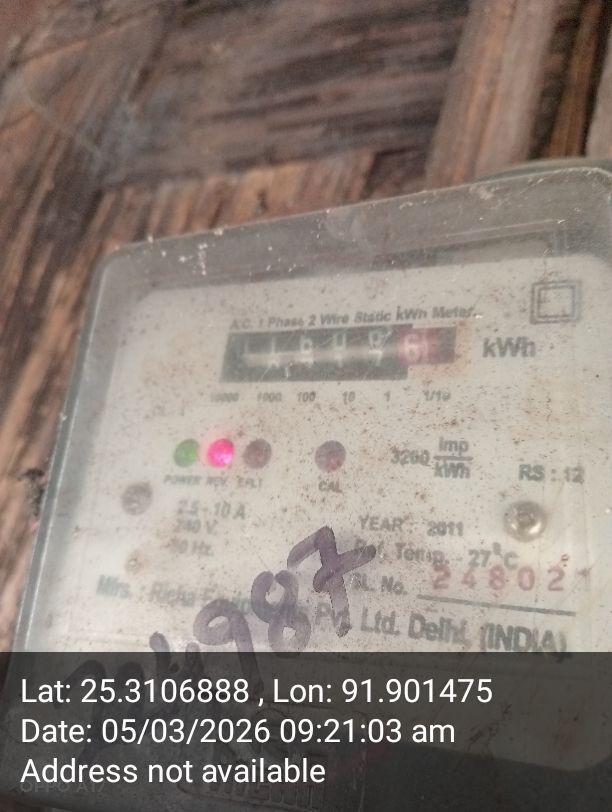 A.C. 1 Phase 2 Wire Static kWh Meter
kWh
10000 1000 100 10 1 1/10
3200 imp/kWh
RS : 12
POWER REV. E/FLT CAL
2.5 - 10 A
240 V.
50 Hz.
YEAR - 2011
Ref. Temp. - 27°C
SL. No. 248021
Pvt. Ltd. Delhi. (INDIA)
Lat: 25.3106888 , Lon: 91.901475
Date: 05/03/2026 09:21:03 am
Address not available